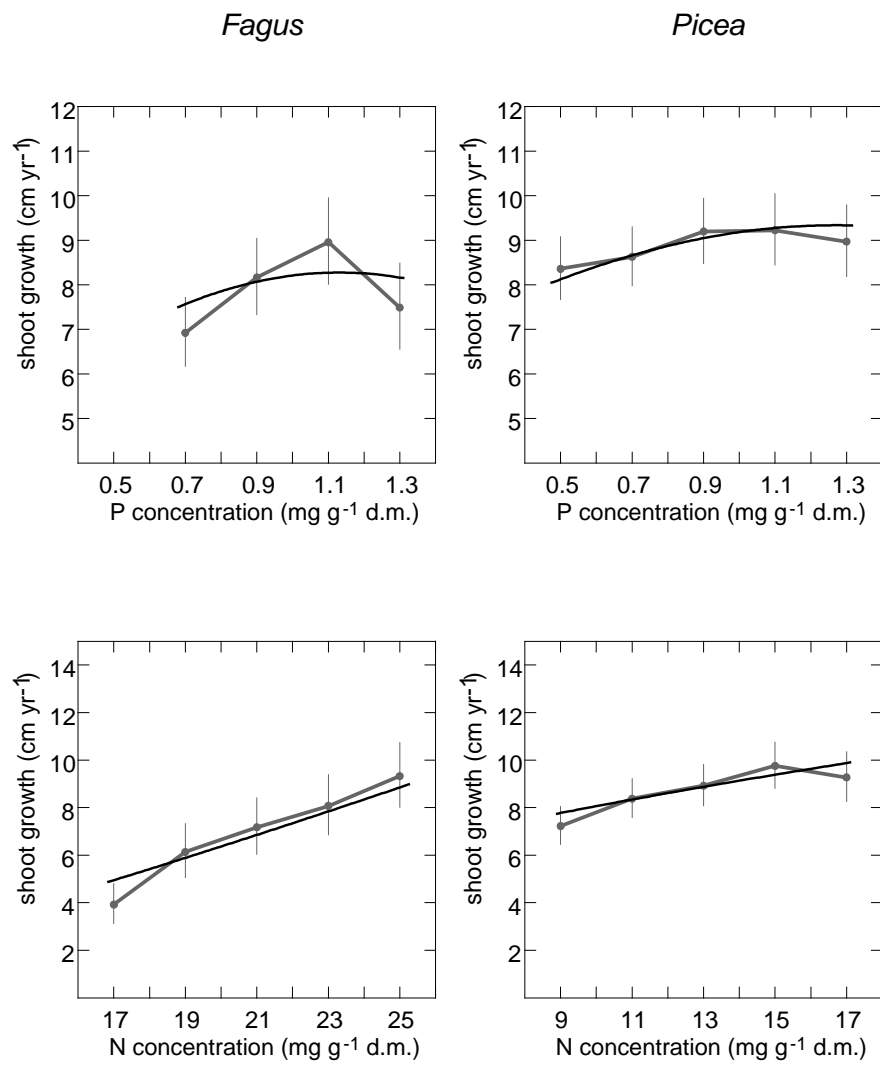 Fagus
Picea
12
11
10
9
8
7
6
5
shoot growth (cm yr-1)
0.5 0.7 0.9 1.1 1.3
P concentration (mg g-1 d.m.)
12
11
10
9
8
7
6
5
shoot growth (cm yr-1)
0.5 0.7 0.9 1.1 1.3
P concentration (mg g-1 d.m.)
14
12
10
8
6
4
2
shoot growth (cm yr-1)
17 19 21 23 25
N concentration (mg g-1 d.m.)
14
12
10
8
6
4
2
shoot growth (cm yr-1)
9 11 13 15 17
N concentration (mg g-1 d.m.)